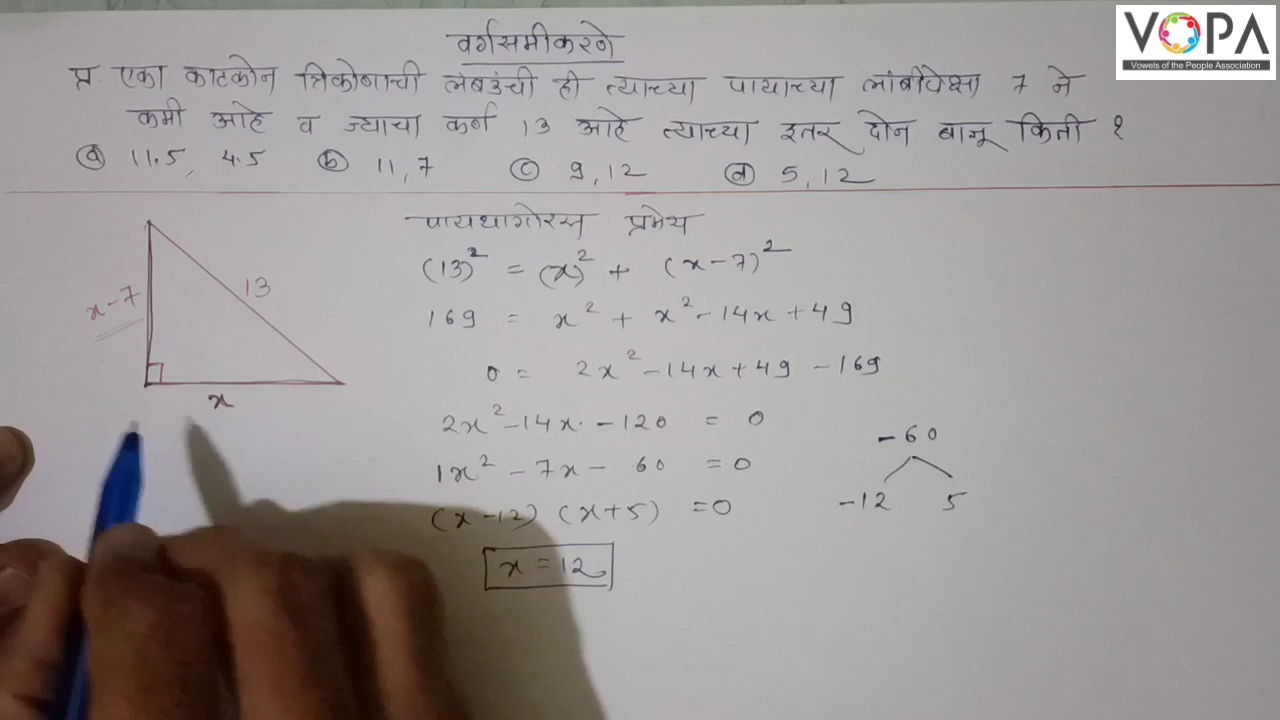 VOPA
Vowels of the People Association
वर्गसमीकरणे
प्र. एका काटकोन त्रिकोणाची लंबउंची ही त्याच्या पायाच्या लांबीपेक्षा 7 ने
कमी आहे व ज्याचा कर्ण 13 आहे त्याच्या इतर दोन बाजू किती ?
ⓐ 11.5, 4.5 ⓑ 11,7 ⓒ 9,12 ⓓ 5,12
पायथागोरस प्रमेय
(13)² = (x)² + (x-7)²
169 = x² + x² - 14x + 49
0 = 2x² - 14x + 49 - 169
2x² - 14x - 120 = 0
1x² - 7x - 60 = 0
(x-12) (x+5) = 0
x = 12
x-7
13
x
-60
-12 5